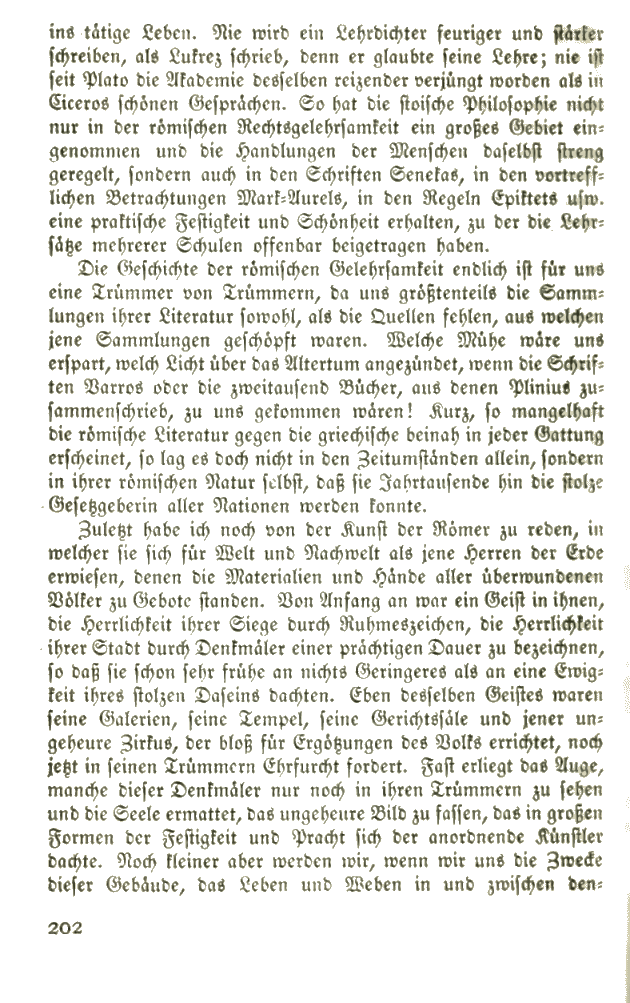 ins tätige Leben. Nie wird ein Lehrdichter feuriger und stärker
schreiben, als Lukrez schrieb, denn er glaubte seine Lehre; nie ist
seit Plato die Akademie desselben reizender verjüngt worden als in
Ciceros schönen Gesprächen. So hat die stoische Philosophie nicht
nur in der römischen Rechtsgelehrsamkeit ein großes Gebiet ein-
genommen und die Handlungen der Menschen daselbst streng
geregelt, sondern auch in den Schriften Senekas, in den vortreff-
lichen Betrachtungen Mark-Aurels, in den Regeln Epiktets usw.
eine praktische Festigkeit und Schönheit erhalten, zu der die Lehr-
sätze mehrerer Schulen offenbar beigetragen haben.
Die Geschichte der römischen Gelehrsamkeit endlich ist für uns
eine Trümmer von Trümmern, da uns größtenteils die Samm-
lungen ihrer Literatur sowohl, als die Quellen fehlen, aus welchen
jene Sammlungen geschöpft waren. Welche Mühe wäre uns
erspart, welch Licht über das Altertum angezündet, wenn die Schrif-
ten Varros oder die zweitausend Bücher, aus denen Plinius zu-
sammenschrieb, zu uns gekommen wären! Kurz, so mangelhaft
die römische Literatur gegen die griechische beinah in jeder Gattung
erscheinet, so lag es doch nicht in den Zeitumständen allein, sondern
in ihrer römischen Natur selbst, daß sie Jahrtausende hin die stolze
Gesetzgeberin aller Nationen werden konnte.
Zuletzt habe ich noch von der Kunst der Römer zu reden, in
welcher sie sich für Welt und Nachwelt als jene Herren der Erde
erwiesen, denen die Materialien und Hände aller überwundenen
Völker zu Gebote standen. Von Anfang an war ein Geist in ihnen,
die Herrlichkeit ihrer Siege durch Ruhmeszeichen, die Herrlichkeit
ihrer Stadt durch Denkmäler einer prächtigen Dauer zu bezeichnen,
so daß sie schon sehr frühe an nichts Geringeres als an eine Ewig-
keit ihres stolzen Daseins dachten. Eben desselben Geistes waren
seine Galerien, seine Tempel, seine Gerichtssäle und jener un-
geheure Zirkus, der bloß für Ergötzungen des Volks errichtet, noch
jetzt in seinen Trümmern Ehrfurcht fordert. Fast erliegt das Auge,
manche dieser Denkmäler nur noch in ihren Trümmern zu sehen
und die Seele ermattet, das ungeheure Bild zu fassen, das in großen
Formen der Festigkeit und Pracht sich der anordnende Künstler
dachte. Noch kleiner aber werden wir, wenn wir uns die Zwecke
dieser Gebäude, das Leben und Weben in und zwischen den-
202